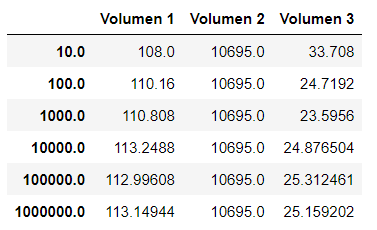 Volumen 1 Volumen 2 Volumen 3
10.0 108.0 10695.0 33.708
100.0 110.16 10695.0 24.7192
1000.0 110.808 10695.0 23.5956
10000.0 113.2488 10695.0 24.876504
100000.0 112.99608 10695.0 25.312461
1000000.0 113.14944 10695.0 25.159202